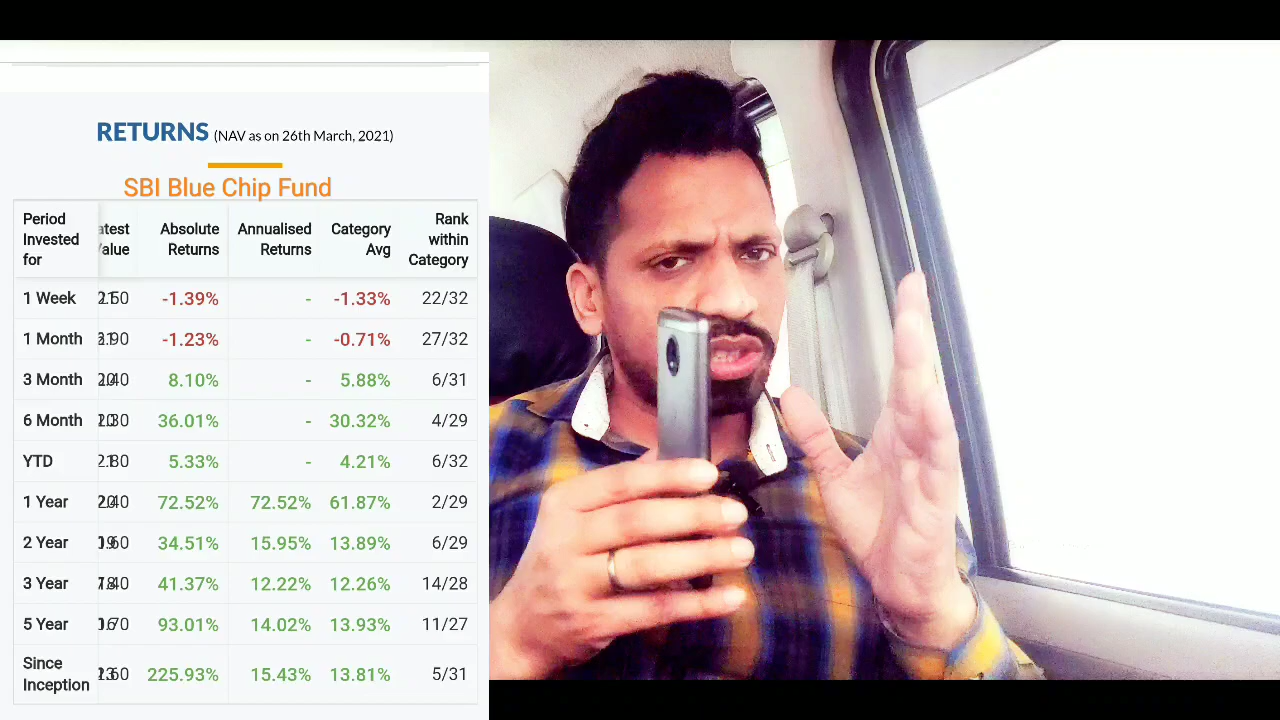 RETURNS (NAV as on 26th March, 2021)
SBI Blue Chip Fund
Period Invested for Absolute Returns Annualised Returns Category Avg Rank within Category
1 Week -1.39% - -1.33% 22/32
1 Month -1.23% - -0.71% 27/32
3 Month 8.10% - 5.88% 6/31
6 Month 36.01% - 30.32% 4/29
YTD 5.33% - 4.21% 6/32
1 Year 72.52% 72.52% 61.87% 2/29
2 Year 34.51% 15.95% 13.89% 6/29
3 Year 41.37% 12.22% 12.26% 14/28
5 Year 93.01% 14.02% 13.93% 11/27
Since Inception 225.93% 15.43% 13.81% 5/31